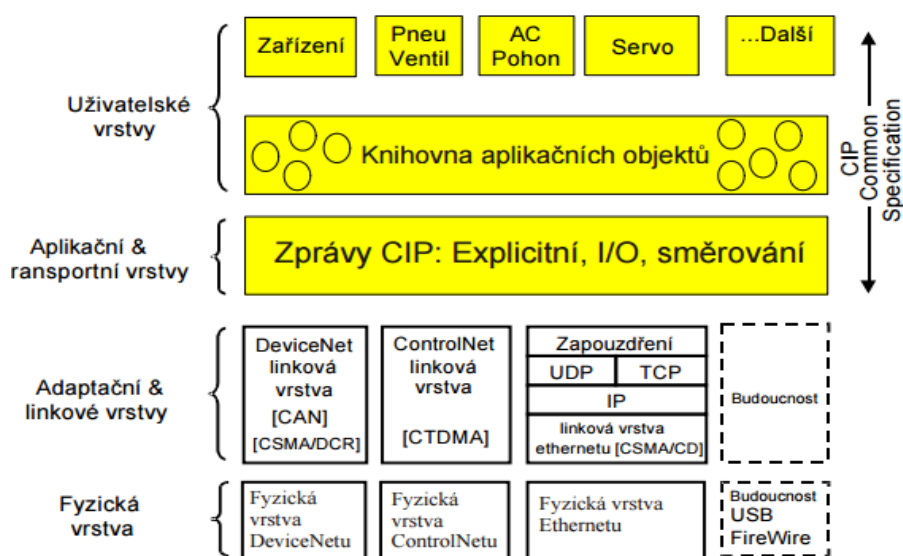 Zařízení
Pneu
Ventil
AC
Pohon
Servo
...Další
Uživatelské
vrstvy
Knihovna aplikačních objektů
CIP
Common
Specification
Aplikační &
ransportní vrstvy
Zprávy CIP: Explicitní, I/O, směrování
Adaptační &
linkové vrstvy
DeviceNet
linková
vrstva
[CAN]
[CSMA/DCR]
ControlNet
linková
vrstva
[CTDMA]
Zapouzdření
UDP
TCP
IP
linková vrstva
ethernetu [CSMA/CD]
Budoucnost
Fyzická
vrstva
Fyzická
vrstva
DeviceNetu
Fyzická
vrstva
ControlNetu
Fyzická vrstva
Ethernetu
Budoucnost
USB
FireWire